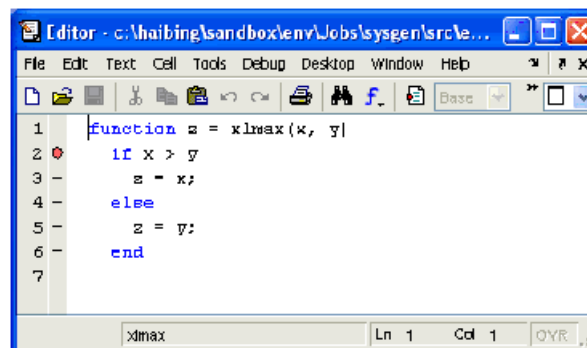 Editor - c:\haibing\sandbox\env\Jobs\sysgen\src\e...
File Edit Text Cell Tools Debug Desktop Window Help
Base
1 function z = xlmax(x, y)
2 if x > y
3 - z = x;
4 - else
5 - z = y;
6 - end
7
xlmax Ln 1 Col 1 OVR